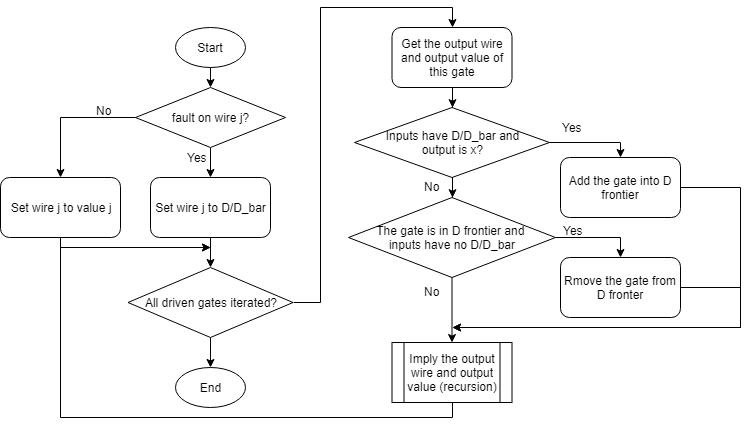 Start
fault on wire j?
No
Yes
Set wire j to value j
Set wire j to D/D_bar
All driven gates iterated?
End
Get the output wire
and output value of
this gate
Inputs have D/D_bar and
output is x?
Yes
Add the gate into D
frontier
No
The gate is in D frontier and
inputs have no D/D_bar
Yes
Rmove the gate from
D fronter
No
Imply the output
wire and output
value (recursion)